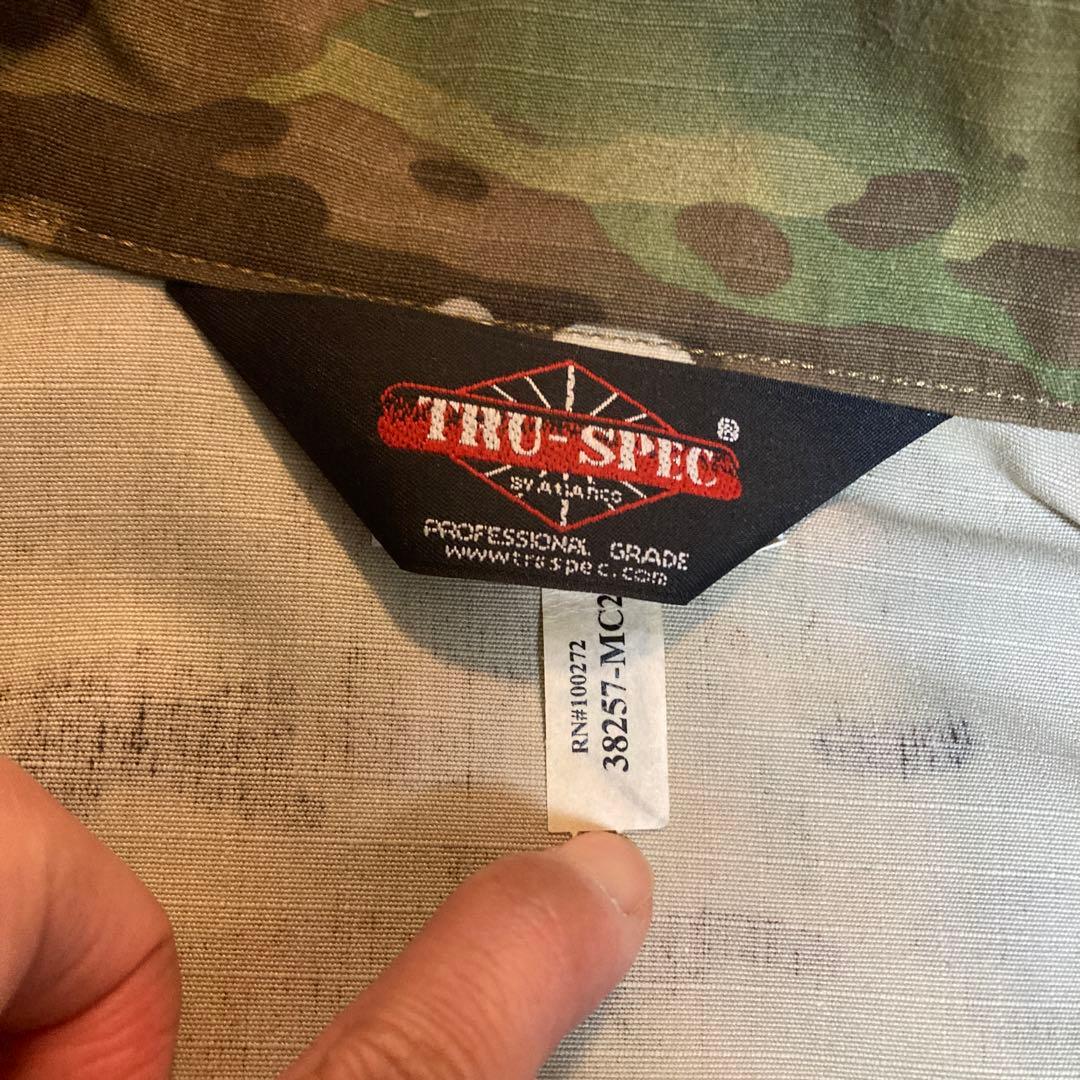 TRU-SPEC®
BY Atlanco
PROFESSIONAL GRADE
www.truspec.com
RN#100272
38257-MC2